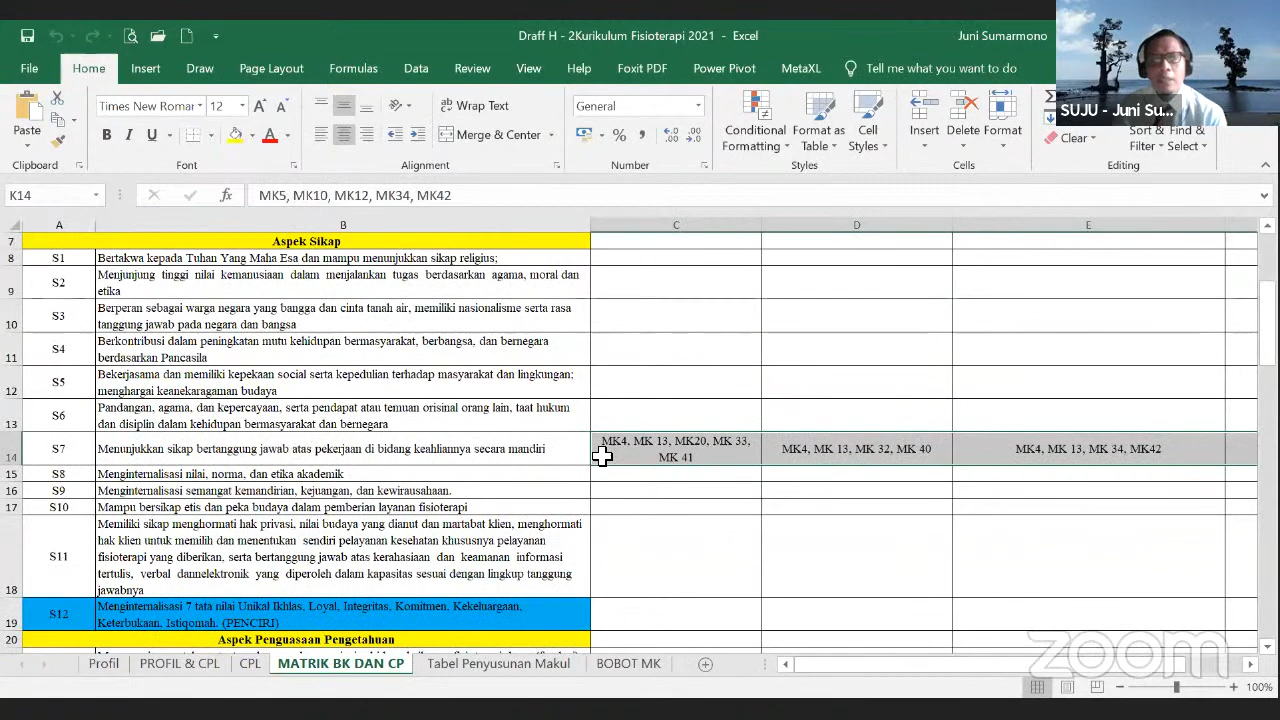 Draff H - 2Kurikulum Fisioterapi 2021 - Excel
Juni Sumarmono
File Home Insert Draw Page Layout Formulas Data Review View Help Foxit PDF Power Pivot MetaXL Tell me what you want to do
SUJU - Juni Su...
Times New Romar 12
Wrap Text
General
Paste
Merge & Center
Conditional Formatting
Format as Table
Cell Styles
Insert Delete Format
Clear
Sort & Find &
Filter Select
Clipboard Font Alignment Number Styles Cells Editing
K14 fx MK5, MK10, MK12, MK34, MK42
A B C D E
7 Aspek Sikap
8 S1 Bertakwa kepada Tuhan Yang Maha Esa dan mampu menunjukkan sikap religius;
9 S2 Menjunjung tinggi nilai kemanusiaan dalam menjalankan tugas berdasarkan agama, moral dan
etika
10 S3 Berperan sebagai warga negara yang bangga dan cinta tanah air, memiliki nasionalisme serta rasa
tanggung jawab pada negara dan bangsa
11 S4 Berkontribusi dalam peningkatan mutu kehidupan bermasyarakat, berbangsa, dan bernegara
berdasarkan Pancasila
12 S5 Bekerjasama dan memiliki kepekaan social serta kepedulian terhadap masyarakat dan lingkungan;
menghargai keanekaragaman budaya
13 S6 Pandangan, agama, dan kepercayaan, serta pendapat atau temuan orisinal orang lain, taat hukum
dan disiplin dalam kehidupan bermasyarakat dan bernegara
14 S7 Menunjukkan sikap bertanggung jawab atas pekerjaan di bidang keahliannya secara mandiri
MK4, MK 13, MK20, MK 33,
MK 41
MK4, MK 13, MK 32, MK 40
MK4, MK 13, MK 34, MK42
15 S8 Menginternalisasi nilai, norma, dan etika akademik
16 S9 Menginternalisasi semangat kemandirian, kejuangan, dan kewirausahaan.
17 S10 Mampu bersikap etis dan peka budaya dalam pemberian layanan fisioterapi
18 S11 Memiliki sikap menghormati hak privasi, nilai budaya yang dianut dan martabat klien, menghormati
hak klien untuk memilih dan menentukan sendiri pelayanan kesehatan khususnya pelayanan
fisioterapi yang diberikan, serta bertanggung jawab atas kerahasiaan dan keamanan informasi
tertulis, verbal dannelektronik yang diperoleh dalam kapasitas sesuai dengan lingkup tanggung
jawabnya
19 S12 Menginternalisasi 7 tata nilai Unikal Ikhlas, Loyal, Integritas, Komitmen, Kekeluargaan,
Keterbukaan, Istiqomah. (PENCIRI)
20 Aspek Penguasaan Pengetahuan
zoom
Profil PROFIL & CPL CPL MATRIK BK DAN CP Tabel Penyusunan Makul BOBOT MK
100%